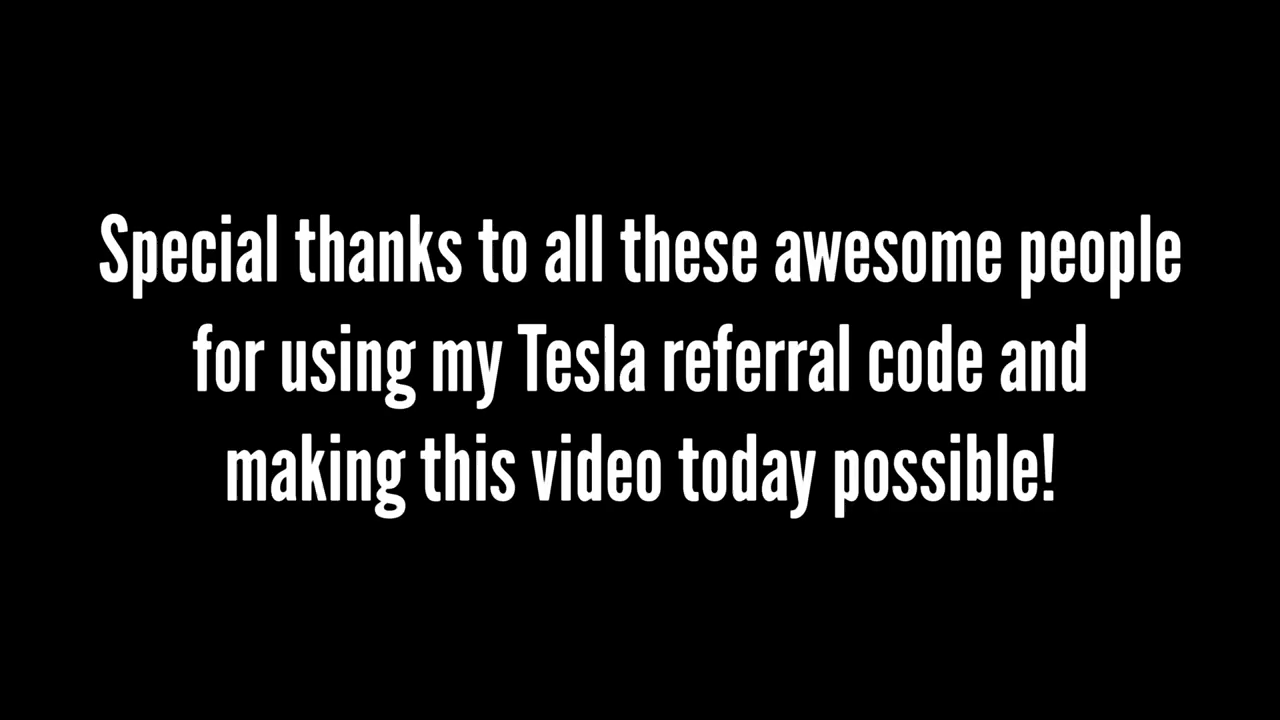 Special thanks to all these awesome people
for using my Tesla referral code and
making this video today possible!